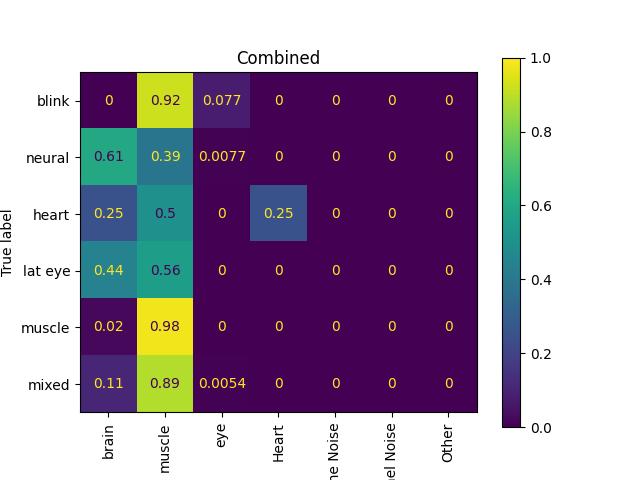 Combined
True label
blink 0 0.92 0.077 0 0 0 0
neural 0.61 0.39 0.0077 0 0 0 0
heart 0.25 0.5 0 0.25 0 0 0
lat eye 0.44 0.56 0 0 0 0 0
muscle 0.02 0.98 0 0 0 0 0
mixed 0.11 0.89 0.0054 0 0 0 0
brain
muscle
eye
Heart
ne Noise
el Noise
Other
1.0
0.8
0.6
0.4
0.2
0.0